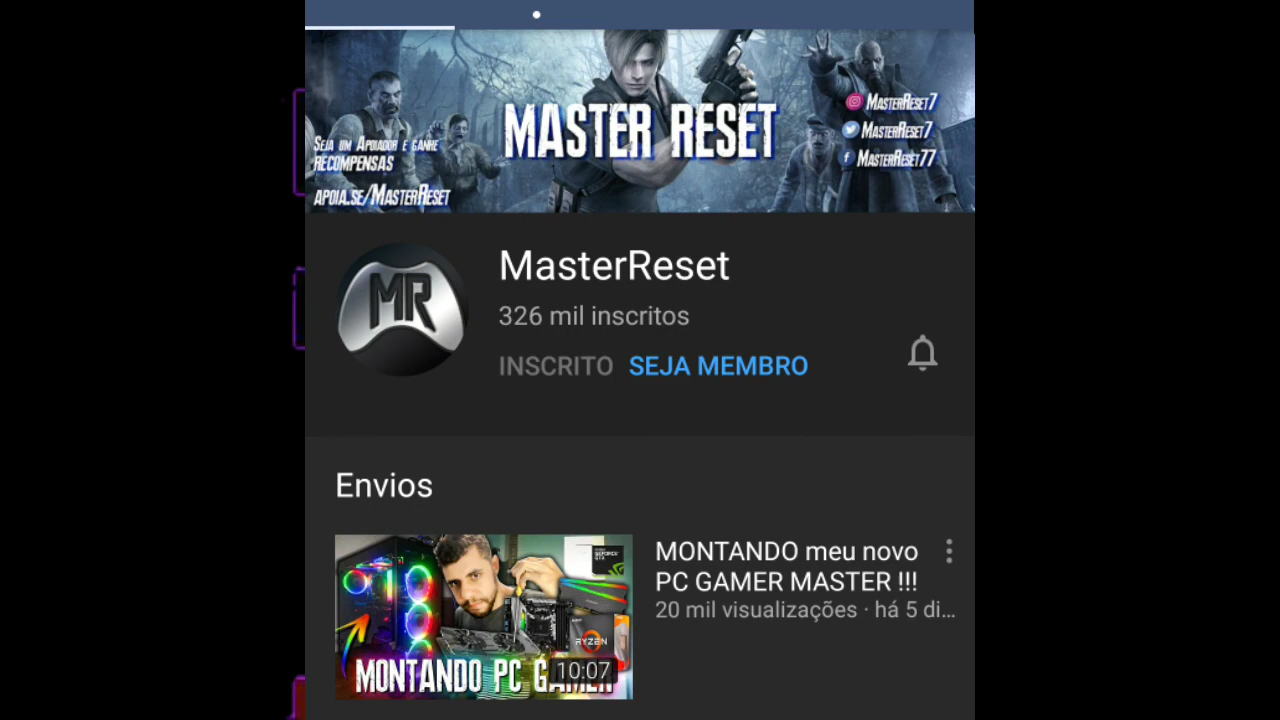 SEJA UM APOIADOR E GANHE
RECOMPENSAS
APOIA.SE/MASTERRESET
MASTER RESET
MASTERRESET7
MASTERRESET7
MASTERRESET77
MR
MasterReset
326 mil inscritos
INSCRITO SEJA MEMBRO
Envios
GEFORCE
GTX
RYZEN
MONTANDO PC GAMER
10:07
MONTANDO meu novo
PC GAMER MASTER !!!
20 mil visualizações · há 5 di...